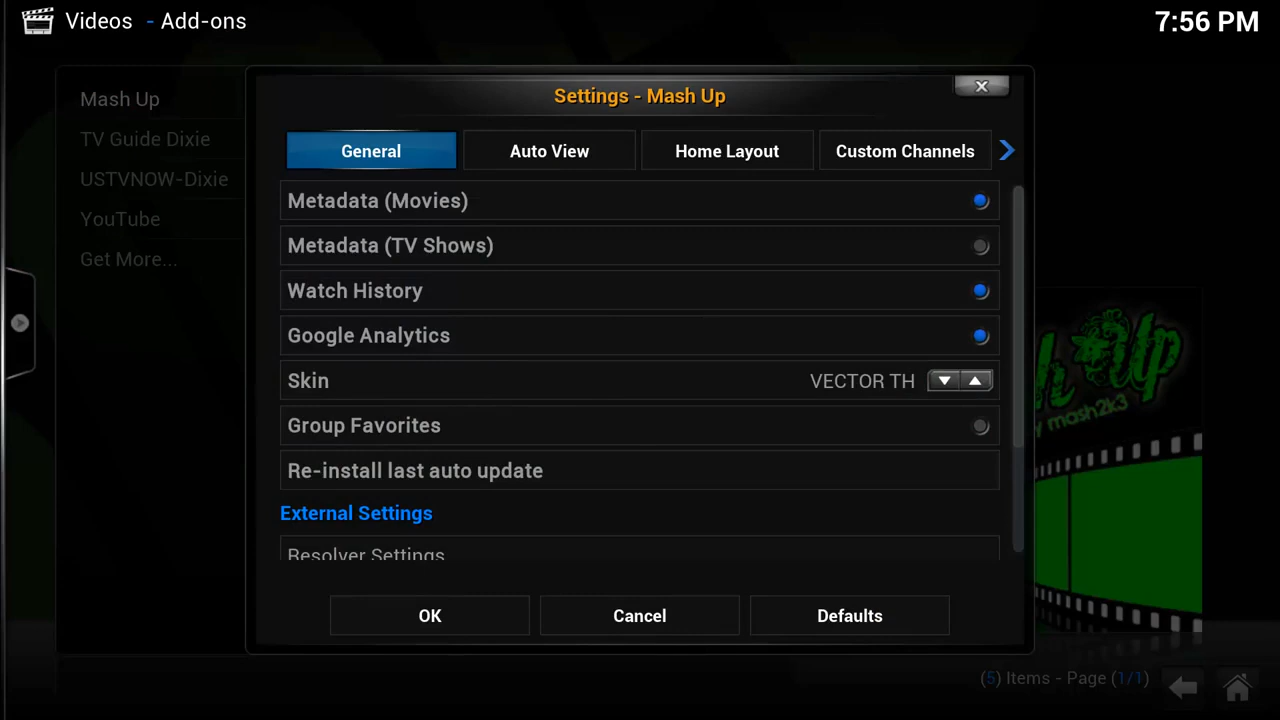 Videos - Add-ons
7:56 PM
Mash Up
TV Guide Dixie
USTVNOW-Dixie
YouTube
Get More...
Settings - Mash Up
General
Auto View
Home Layout
Custom Channels
Metadata (Movies)
Metadata (TV Shows)
Watch History
Google Analytics
Skin
VECTOR TH
Group Favorites
Re-install last auto update
External Settings
Resolver Settings
OK
Cancel
Defaults
h Up
y mash2k3
(5) Items - Page (1/1)